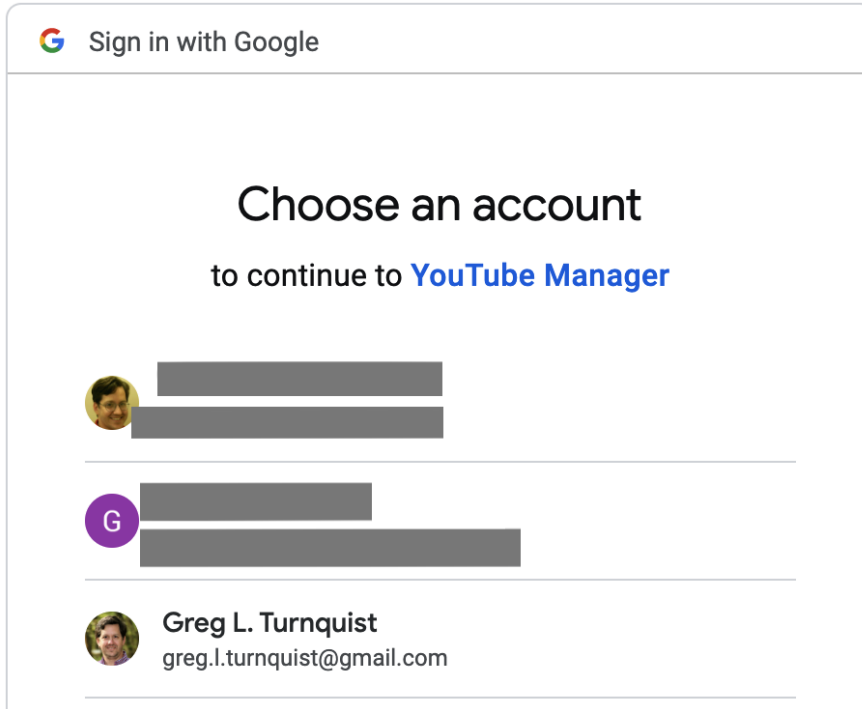 Sign in with Google
Choose an account
to continue to YouTube Manager
G
Greg L. Turnquist
greg.l.turnquist@gmail.com